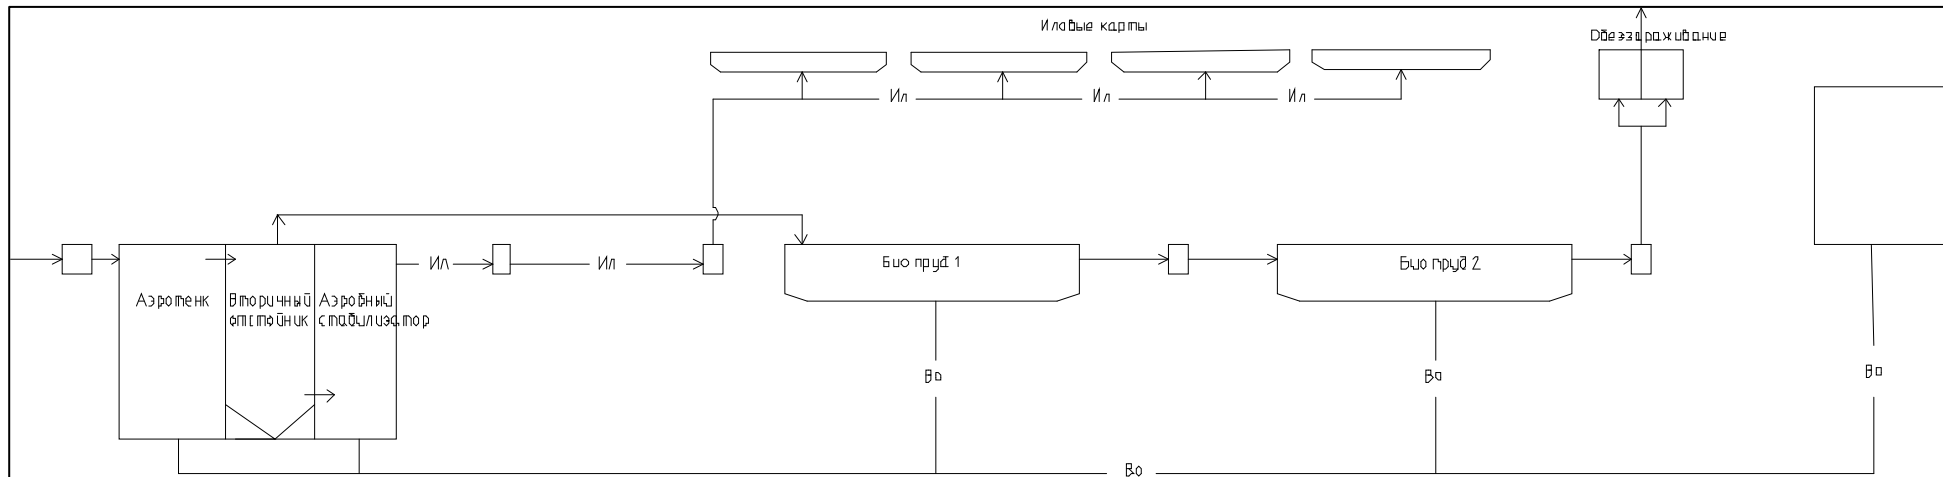 Иловые карты
Обеззараживание
Ил
Ил
Ил
Ил
Ил
Био пруд 1
Био пруд 2
Аэротенк
Вторичный
отстойник
Аэробный
стабилизатор
Во
Во
Во
Во